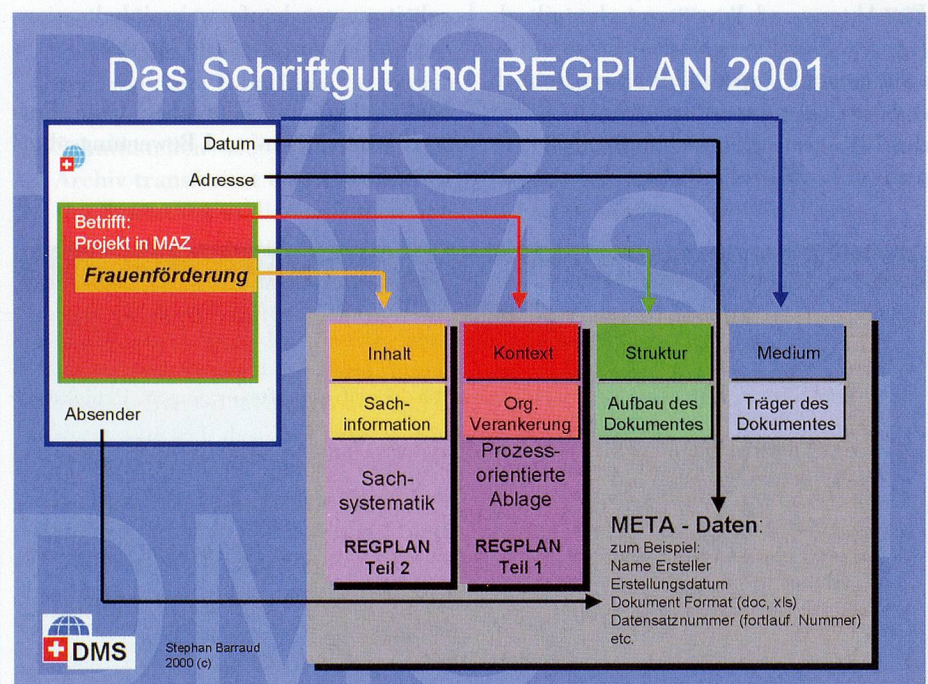 Das Schriftgut und REGPLAN 2001
Datum
Adresse
Betrifft:
Projekt in MAZ
Frauenförderung
Absender
Inhalt
Sach-
information
Sach-
systematik
REGPLAN
Teil 2
Kontext
Org.
Verankerung
Prozess-
orientierte
Ablage
REGPLAN
Teil 1
Struktur
Aufbau des
Dokumentes
Medium
Träger des
Dokumentes
META - Daten:
zum Beispiel:
Name Ersteller
Erstellungsdatum
Dokument Format (doc, xls)
Datensatznummer (fortlauf. Nummer)
etc.
DMS
Stephan Barraud
2000 (c)
DMS
DMS
DMS